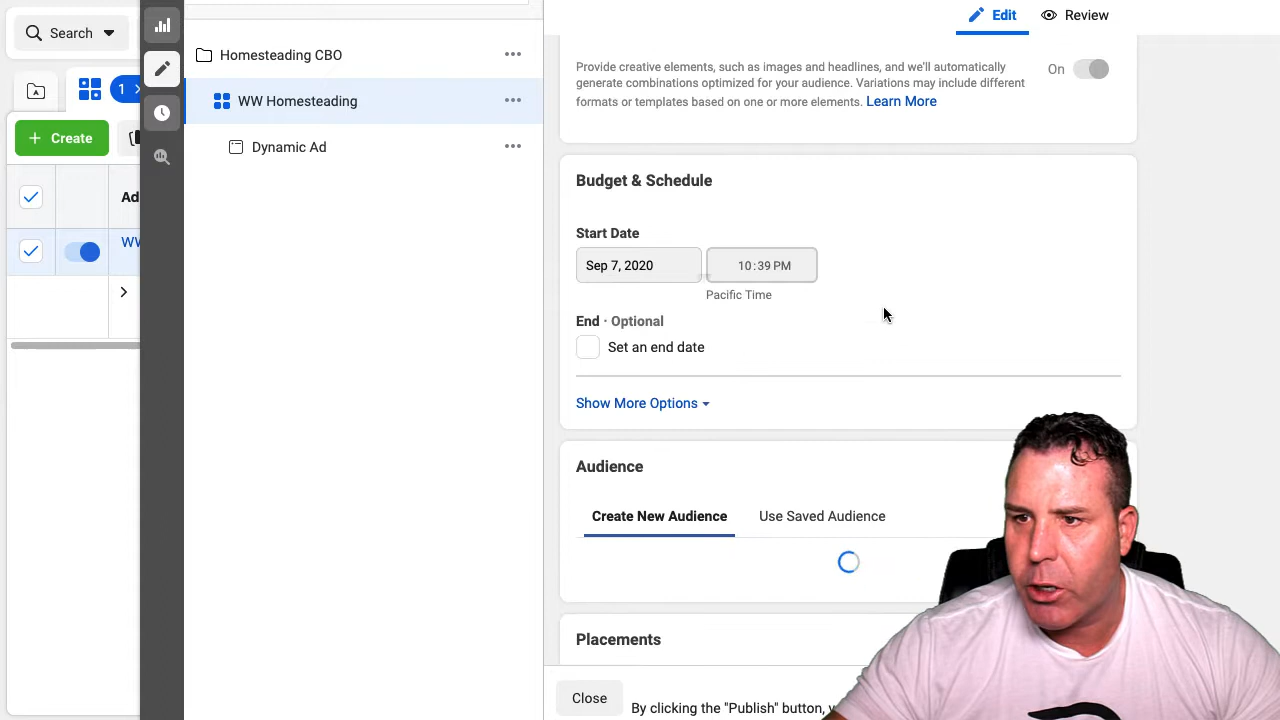 Search
1
Create
Ad
WW
Homesteading CBO
WW Homesteading
Dynamic Ad
Edit
Review
Provide creative elements, such as images and headlines, and we'll automatically
generate combinations optimized for your audience. Variations may include different
formats or templates based on one or more elements. Learn More
On
Budget & Schedule
Start Date
Sep 7, 2020
10:39 PM
Pacific Time
End · Optional
Set an end date
Show More Options
Audience
Create New Audience
Use Saved Audience
Placements
Close
By clicking the "Publish" button,